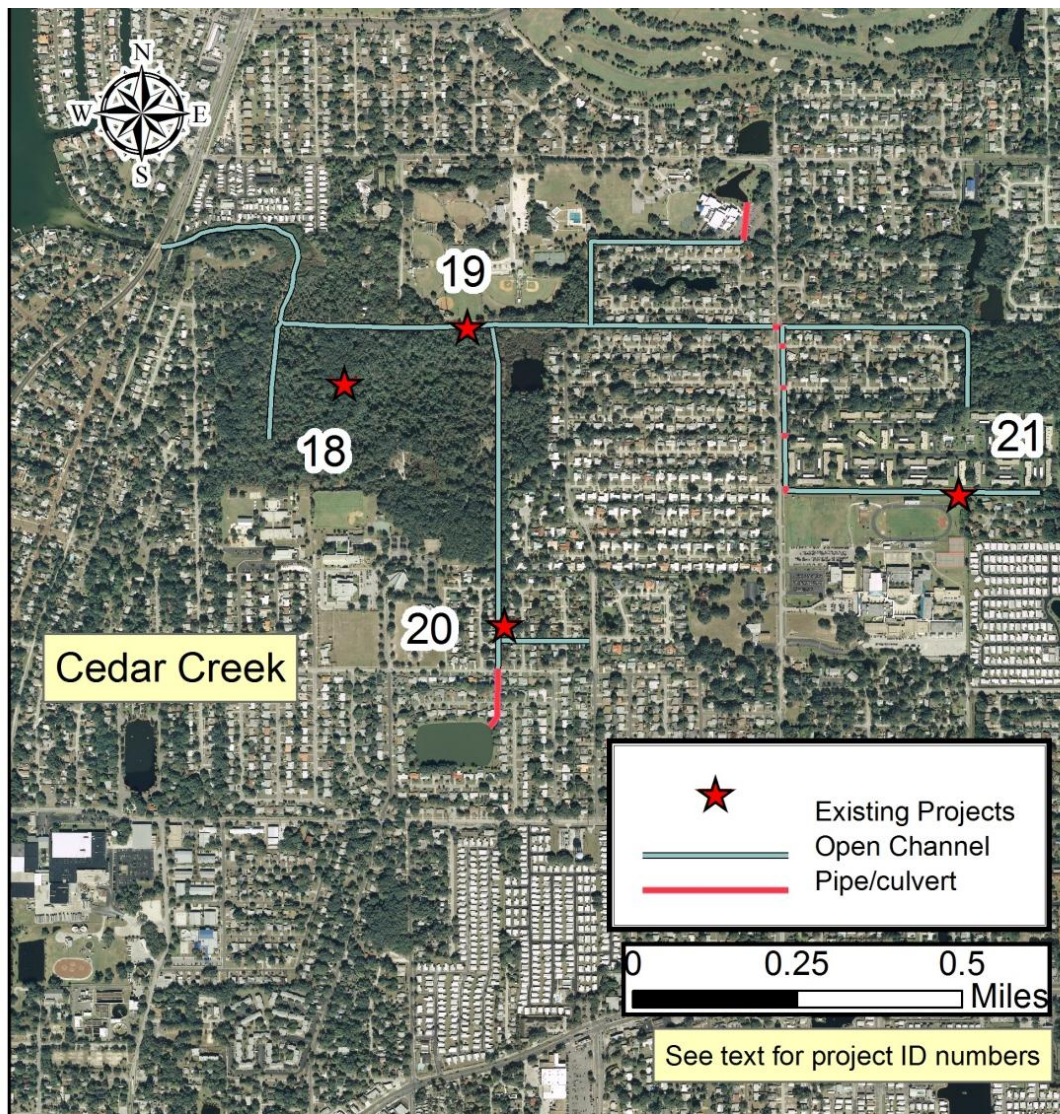 N
W E
S
19
18
21
20
Cedar Creek
Existing Projects
Open Channel
Pipe/culvert
0 0.25 0.5
Miles
See text for project ID numbers